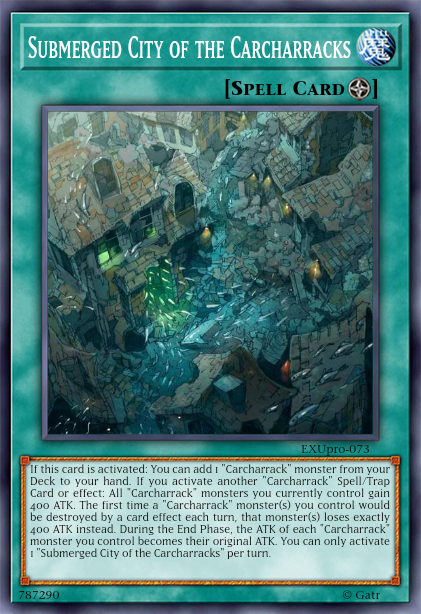 Submerged City of the Carcharracks
[Spell Card]
EXUpro-073
If this card is activated: You can add 1 "Carcharrack" monster from your
Deck to your hand. If you activate another "Carcharrack" Spell/Trap
Card or effect: All "Carcharrack" monsters you currently control gain
400 ATK. The first time a "Carcharrack" monster(s) you control would
be destroyed by a card effect each turn, that monster(s) loses exactly
400 ATK instead. During the End Phase, the ATK of each "Carcharrack"
monster you control becomes their original ATK. You can only activate
1 "Submerged City of the Carcharracks" per turn.
787290
© Gatr